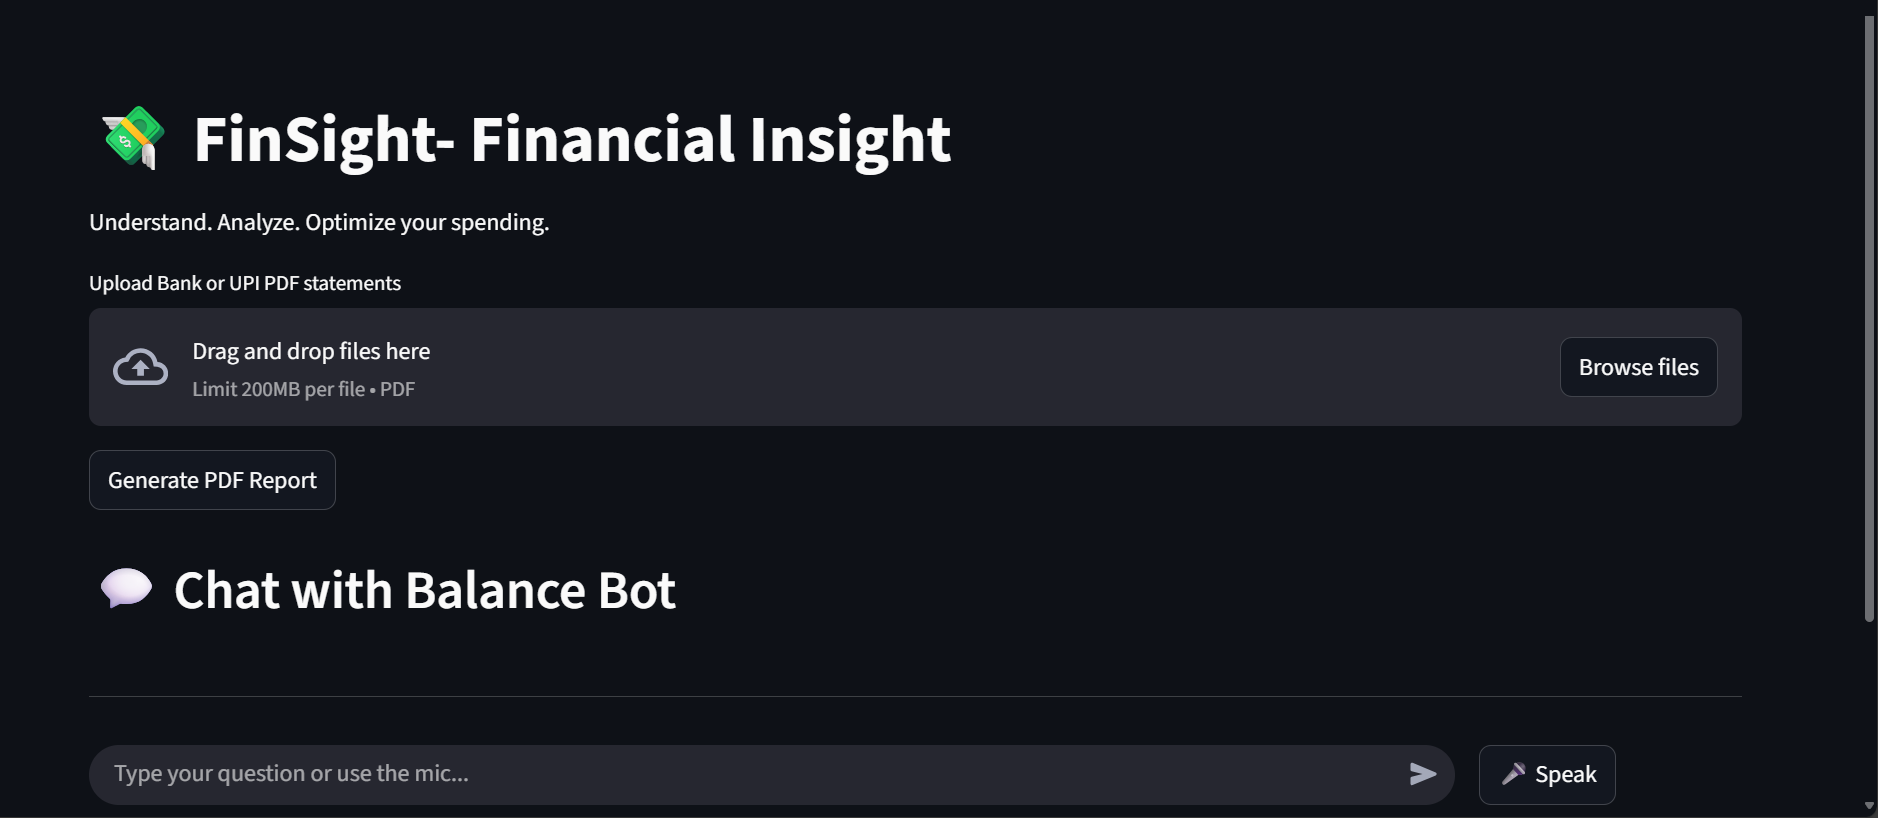 FinSight- Financial Insight
Understand. Analyze. Optimize your spending.
Upload Bank or UPI PDF statements
Drag and drop files here
Limit 200MB per file • PDF
Browse files
Generate PDF Report
Chat with Balance Bot
Type your question or use the mic...
Speak